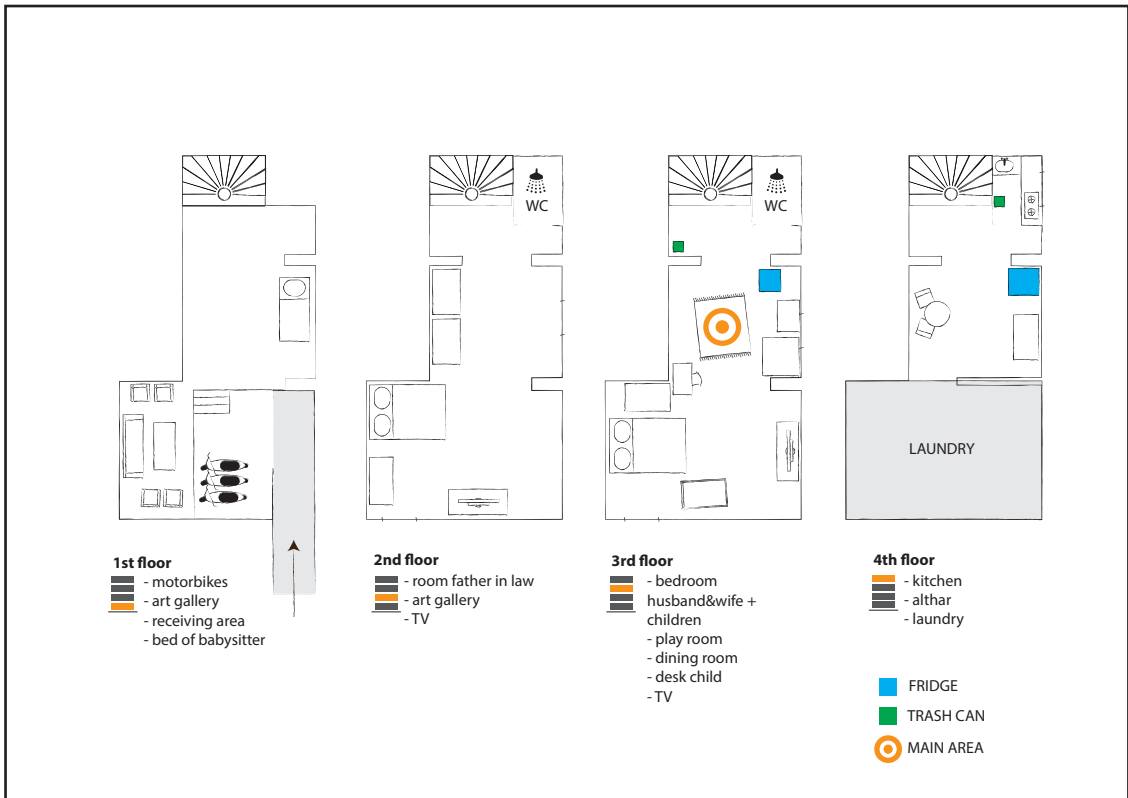 WC
WC
LAUNDRY
1st floor
- motorbikes
- art gallery
- receiving area
- bed of babysitter
2nd floor
- room father in law
- art gallery
- TV
3rd floor
- bedroom
husband&wife +
children
- play room
- dining room
- desk child
- TV
4th floor
- kitchen
- althar
- laundry
FRIDGE
TRASH CAN
MAIN AREA